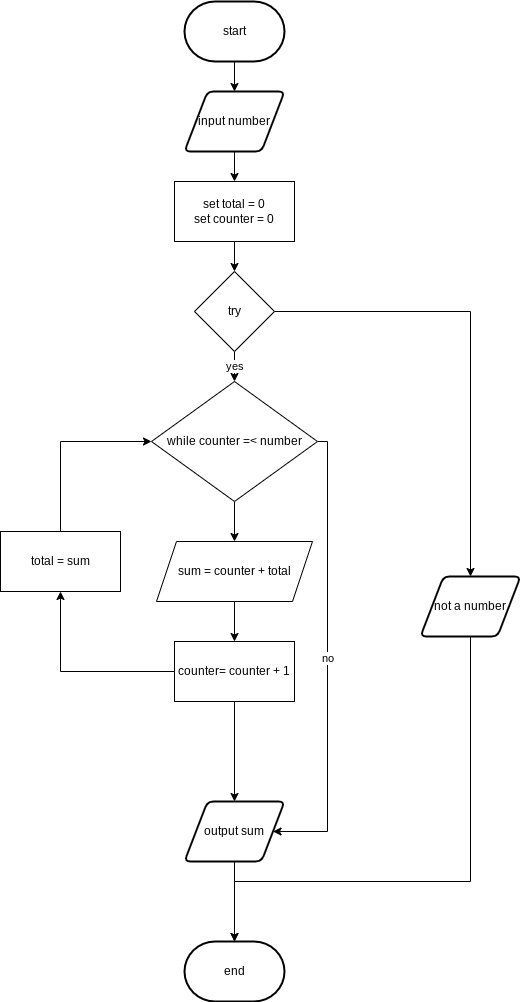 start
input number
set total = 0
set counter = 0
try
yes
while counter =< number
total = sum
sum = counter + total
not a number
no
counter= counter + 1
output sum
end